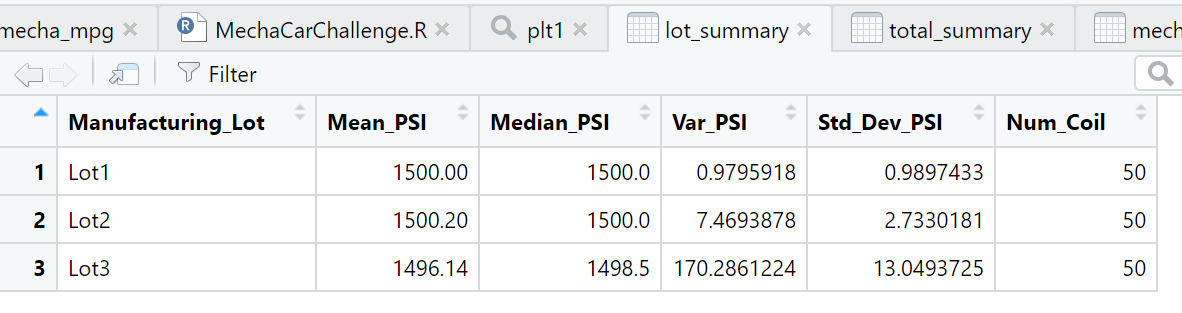 mecha_mpg MechaCarChallenge.R plt1 lot_summary total_summary mech
Filter
Manufacturing_Lot Mean_PSI Median_PSI Var_PSI Std_Dev_PSI Num_Coil
1 Lot1 1500.00 1500.0 0.9795918 0.9897433 50
2 Lot2 1500.20 1500.0 7.4693878 2.7330181 50
3 Lot3 1496.14 1498.5 170.2861224 13.0493725 50